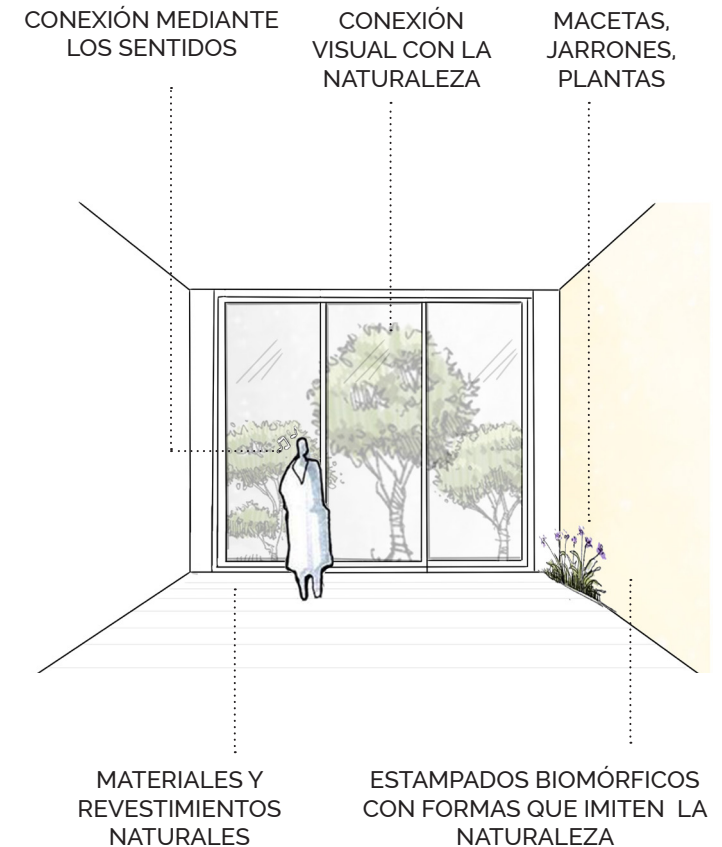 CONEXIÓN MEDIANTE
LOS SENTIDOS
CONEXIÓN
VISUAL CON LA
NATURALEZA
MACETAS,
JARRONES,
PLANTAS
MATERIALES Y
REVESTIMIENTOS
NATURALES
ESTAMPADOS BIOMÓRFICOS
CON FORMAS QUE IMITEN LA
NATURALEZA